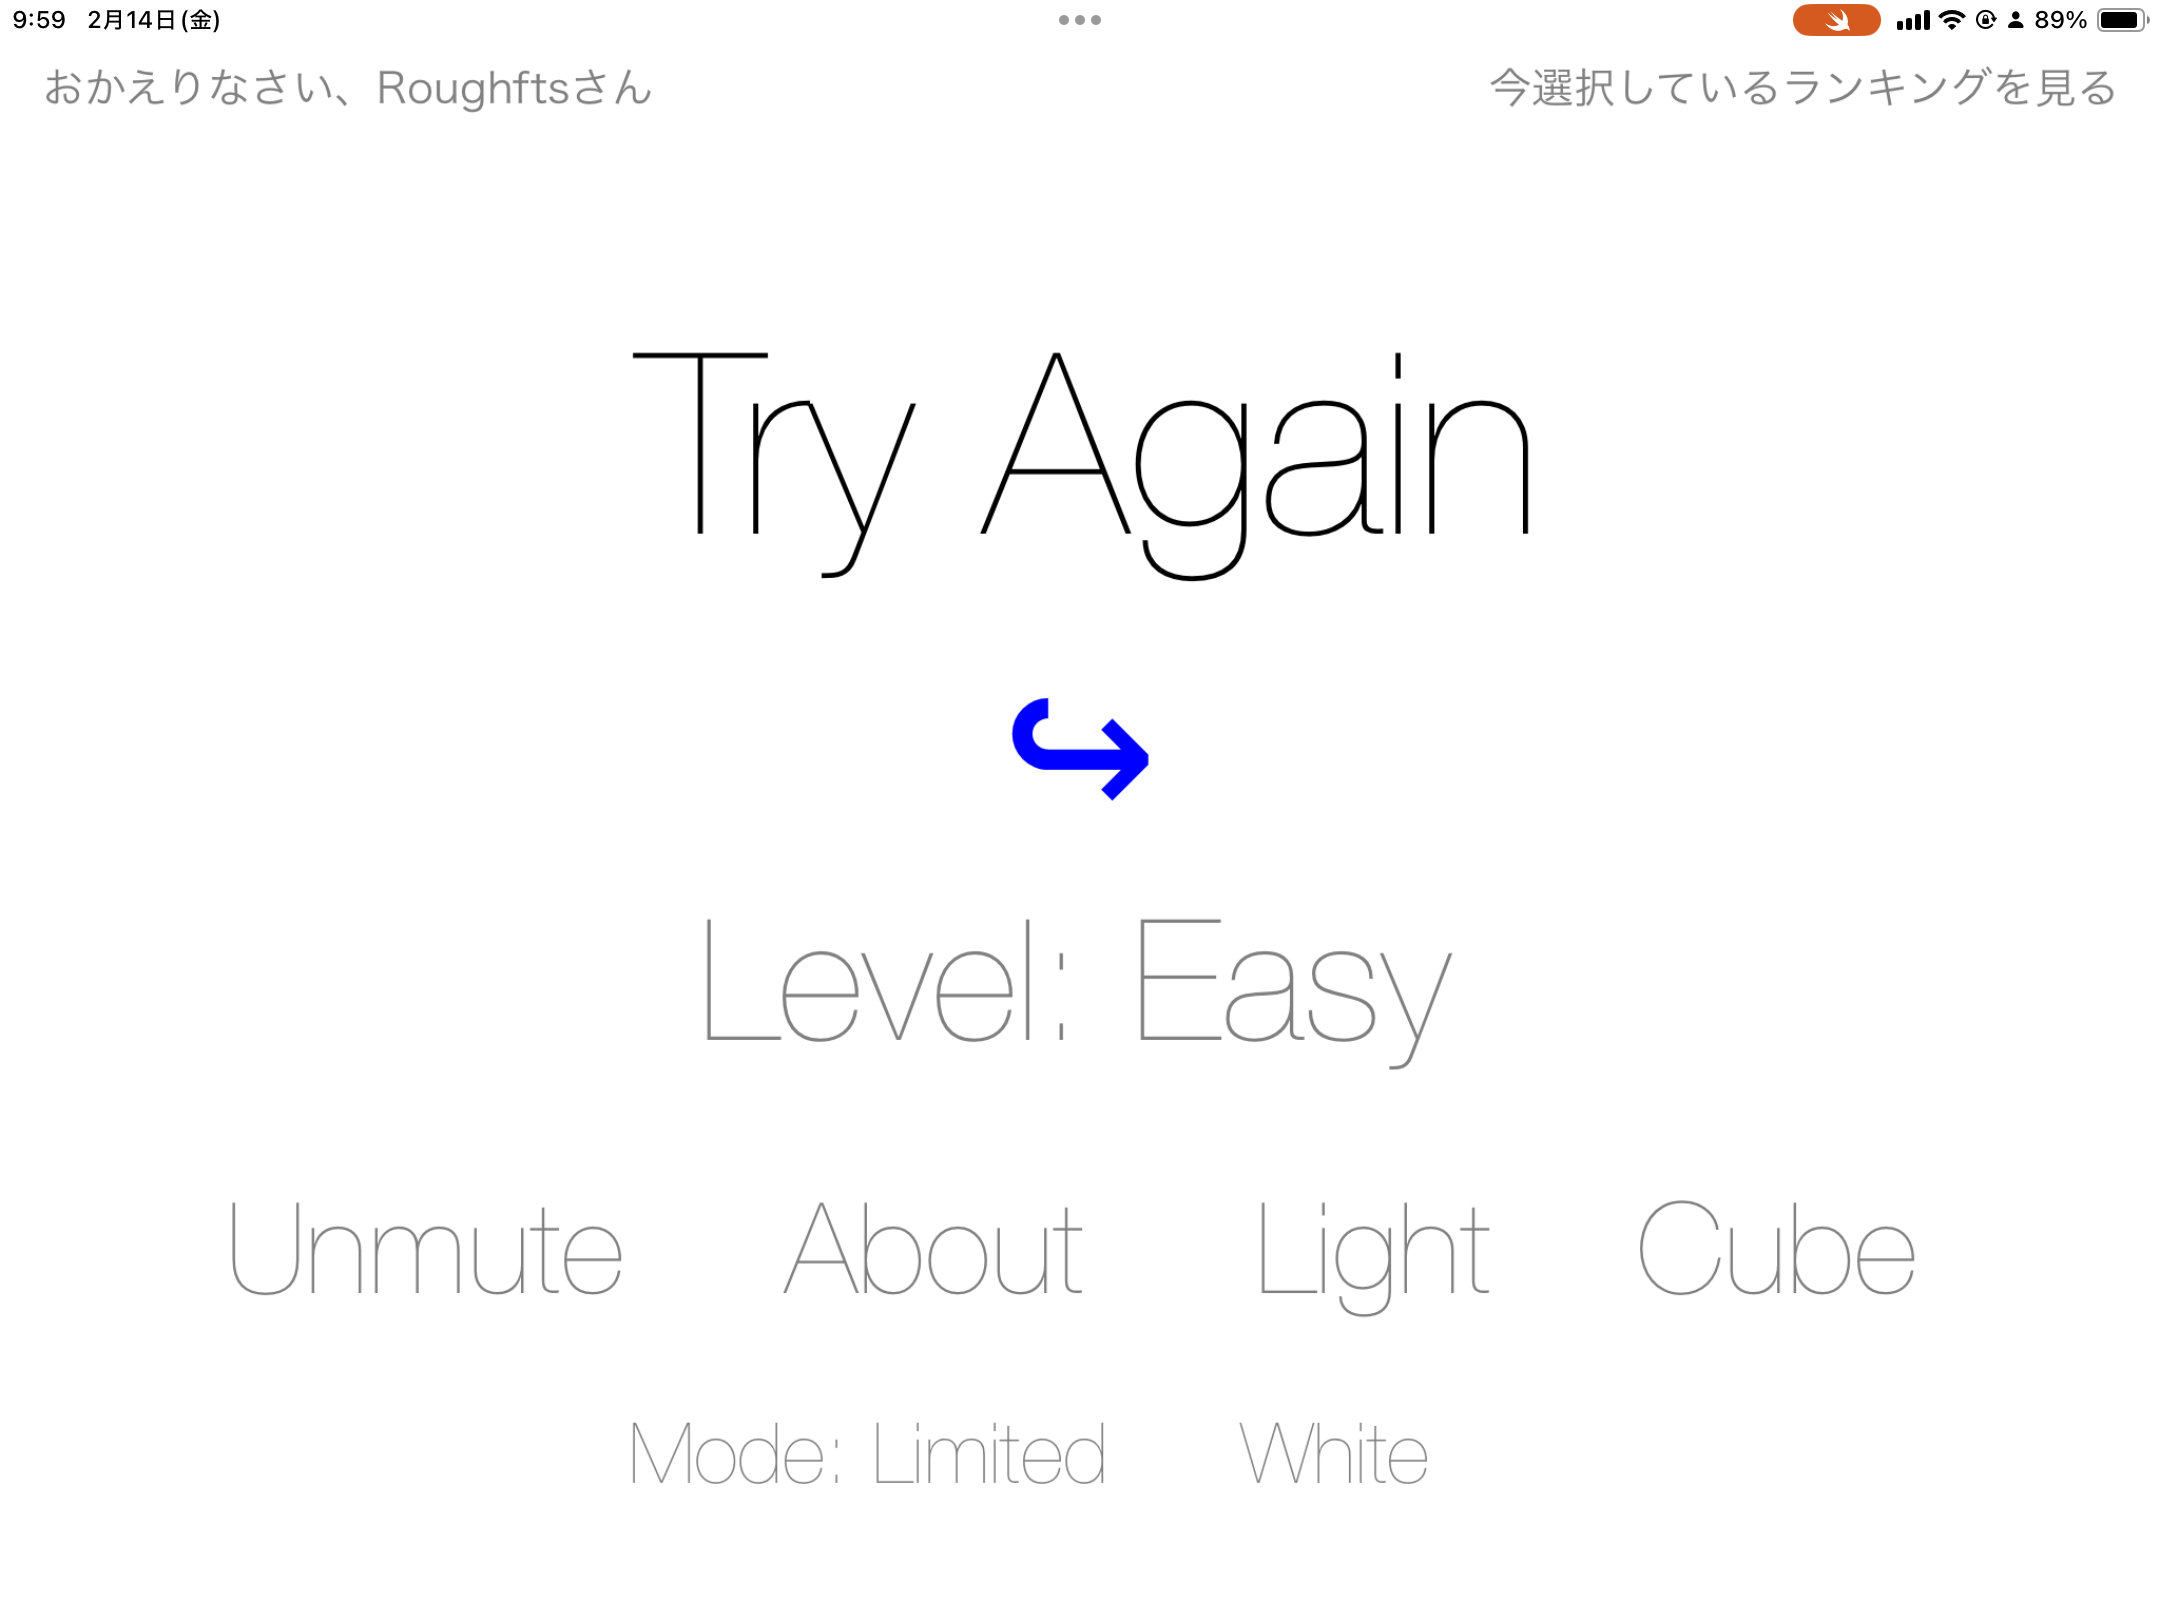 9:59 2月14日(金) 89%
おかえりなさい、Roughftsさん 今選択しているランキングを見る
Try Again
Level: Easy
Unmute About Light Cube
Mode: Limited White